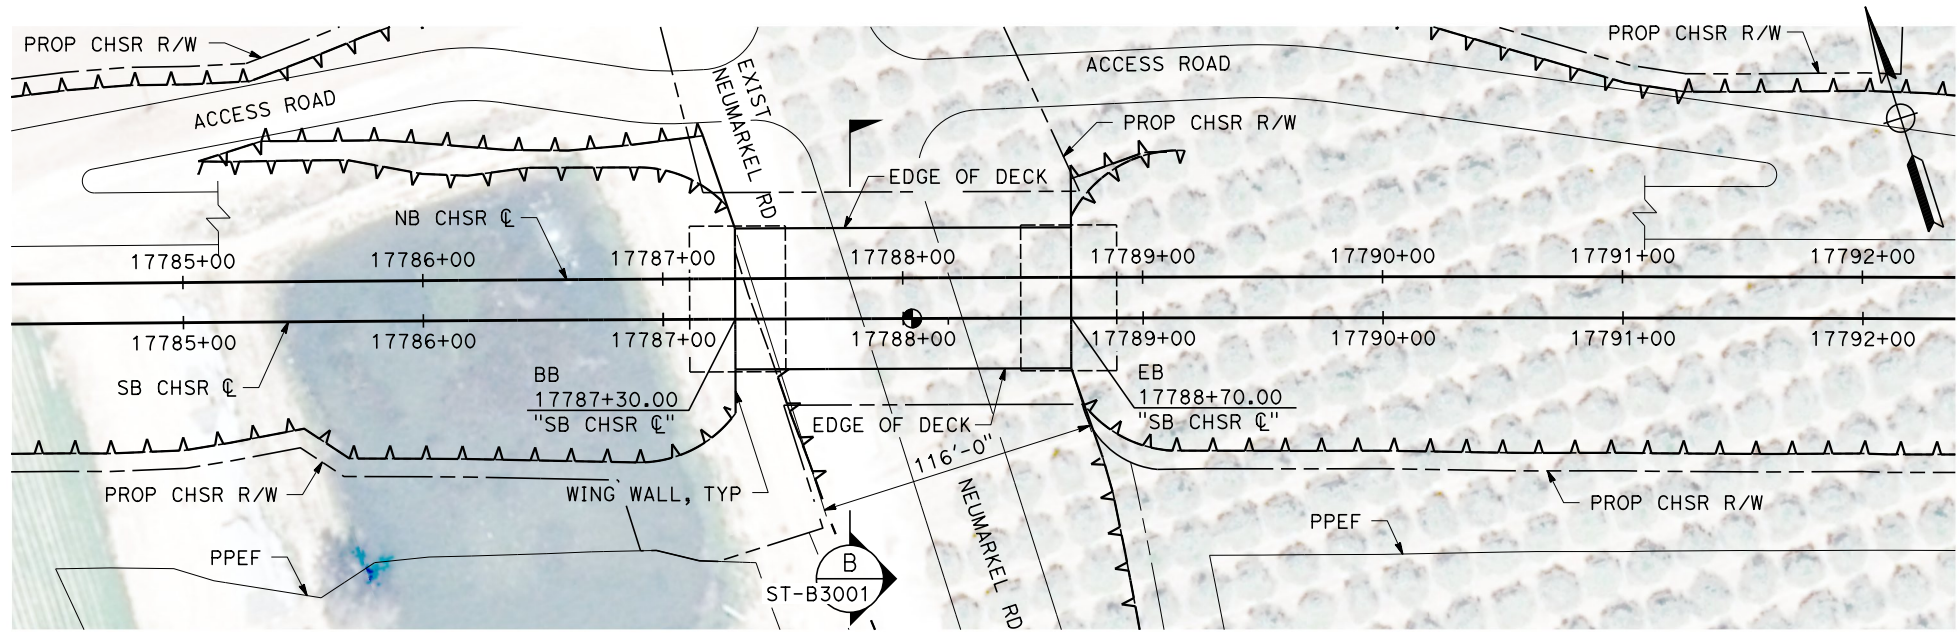 PROP CHSR R/W
PROP CHSR R/W
ACCESS ROAD
ACCESS ROAD
EXIST
NEUMARKEL RD
PROP CHSR R/W
EDGE OF DECK
NB CHSR ℄
17785+00 17786+00 17787+00 17788+00 17789+00 17790+00 17791+00 17792+00
17785+00 17786+00 17787+00 17788+00 17789+00 17790+00 17791+00 17792+00
SB CHSR ℄
BB
17787+30.00
"SB CHSR ℄"
EB
17788+70.00
"SB CHSR ℄"
EDGE OF DECK
116'-0"
PROP CHSR R/W
WING WALL, TYP
NEUMARKEL RD
PROP CHSR R/W
PPEF
PPEF
B
ST-B3001